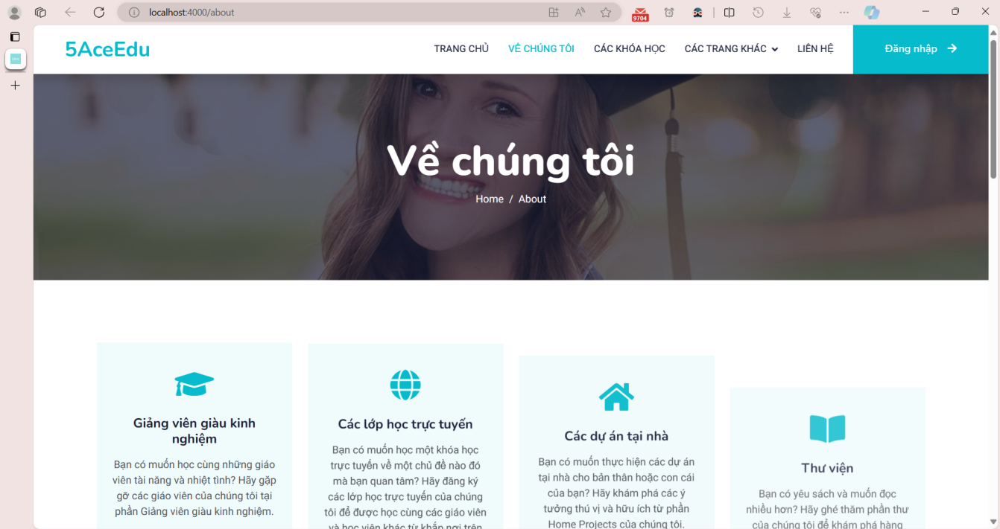 localhost:4000/about
9704
5AceEdu
TRANG CHỦ
VỀ CHÚNG TÔI
CÁC KHÓA HỌC
CÁC TRANG KHÁC
LIÊN HỆ
Đăng nhập
Về chúng tôi
Home / About
Giảng viên giàu kinh
nghiệm
Bạn có muốn học cùng những giáo
viên tài năng và nhiệt tình? Hãy gặp
gỡ các giáo viên của chúng tôi tại
phần Giảng viên giàu kinh nghiệm.
Các lớp học trực tuyến
Bạn có muốn học một khóa học
trực tuyến về một chủ đề nào đó
mà bạn quan tâm? Hãy đăng ký
các lớp học trực tuyến của chúng
tôi để được học cùng các giáo viên
và học viên khác từ khắp nơi trên
Các dự án tại nhà
Bạn có muốn thực hiện các dự án
tại nhà cho bản thân hoặc con cái
của bạn? Hãy khám phá các ý
tưởng thú vị và hữu ích từ phần
Home Projects của chúng tôi.
Thư viện
Bạn có yêu sách và muốn đọc
nhiều hơn? Hãy ghé thăm phần thư
của chúng tôi để khám phá hàng